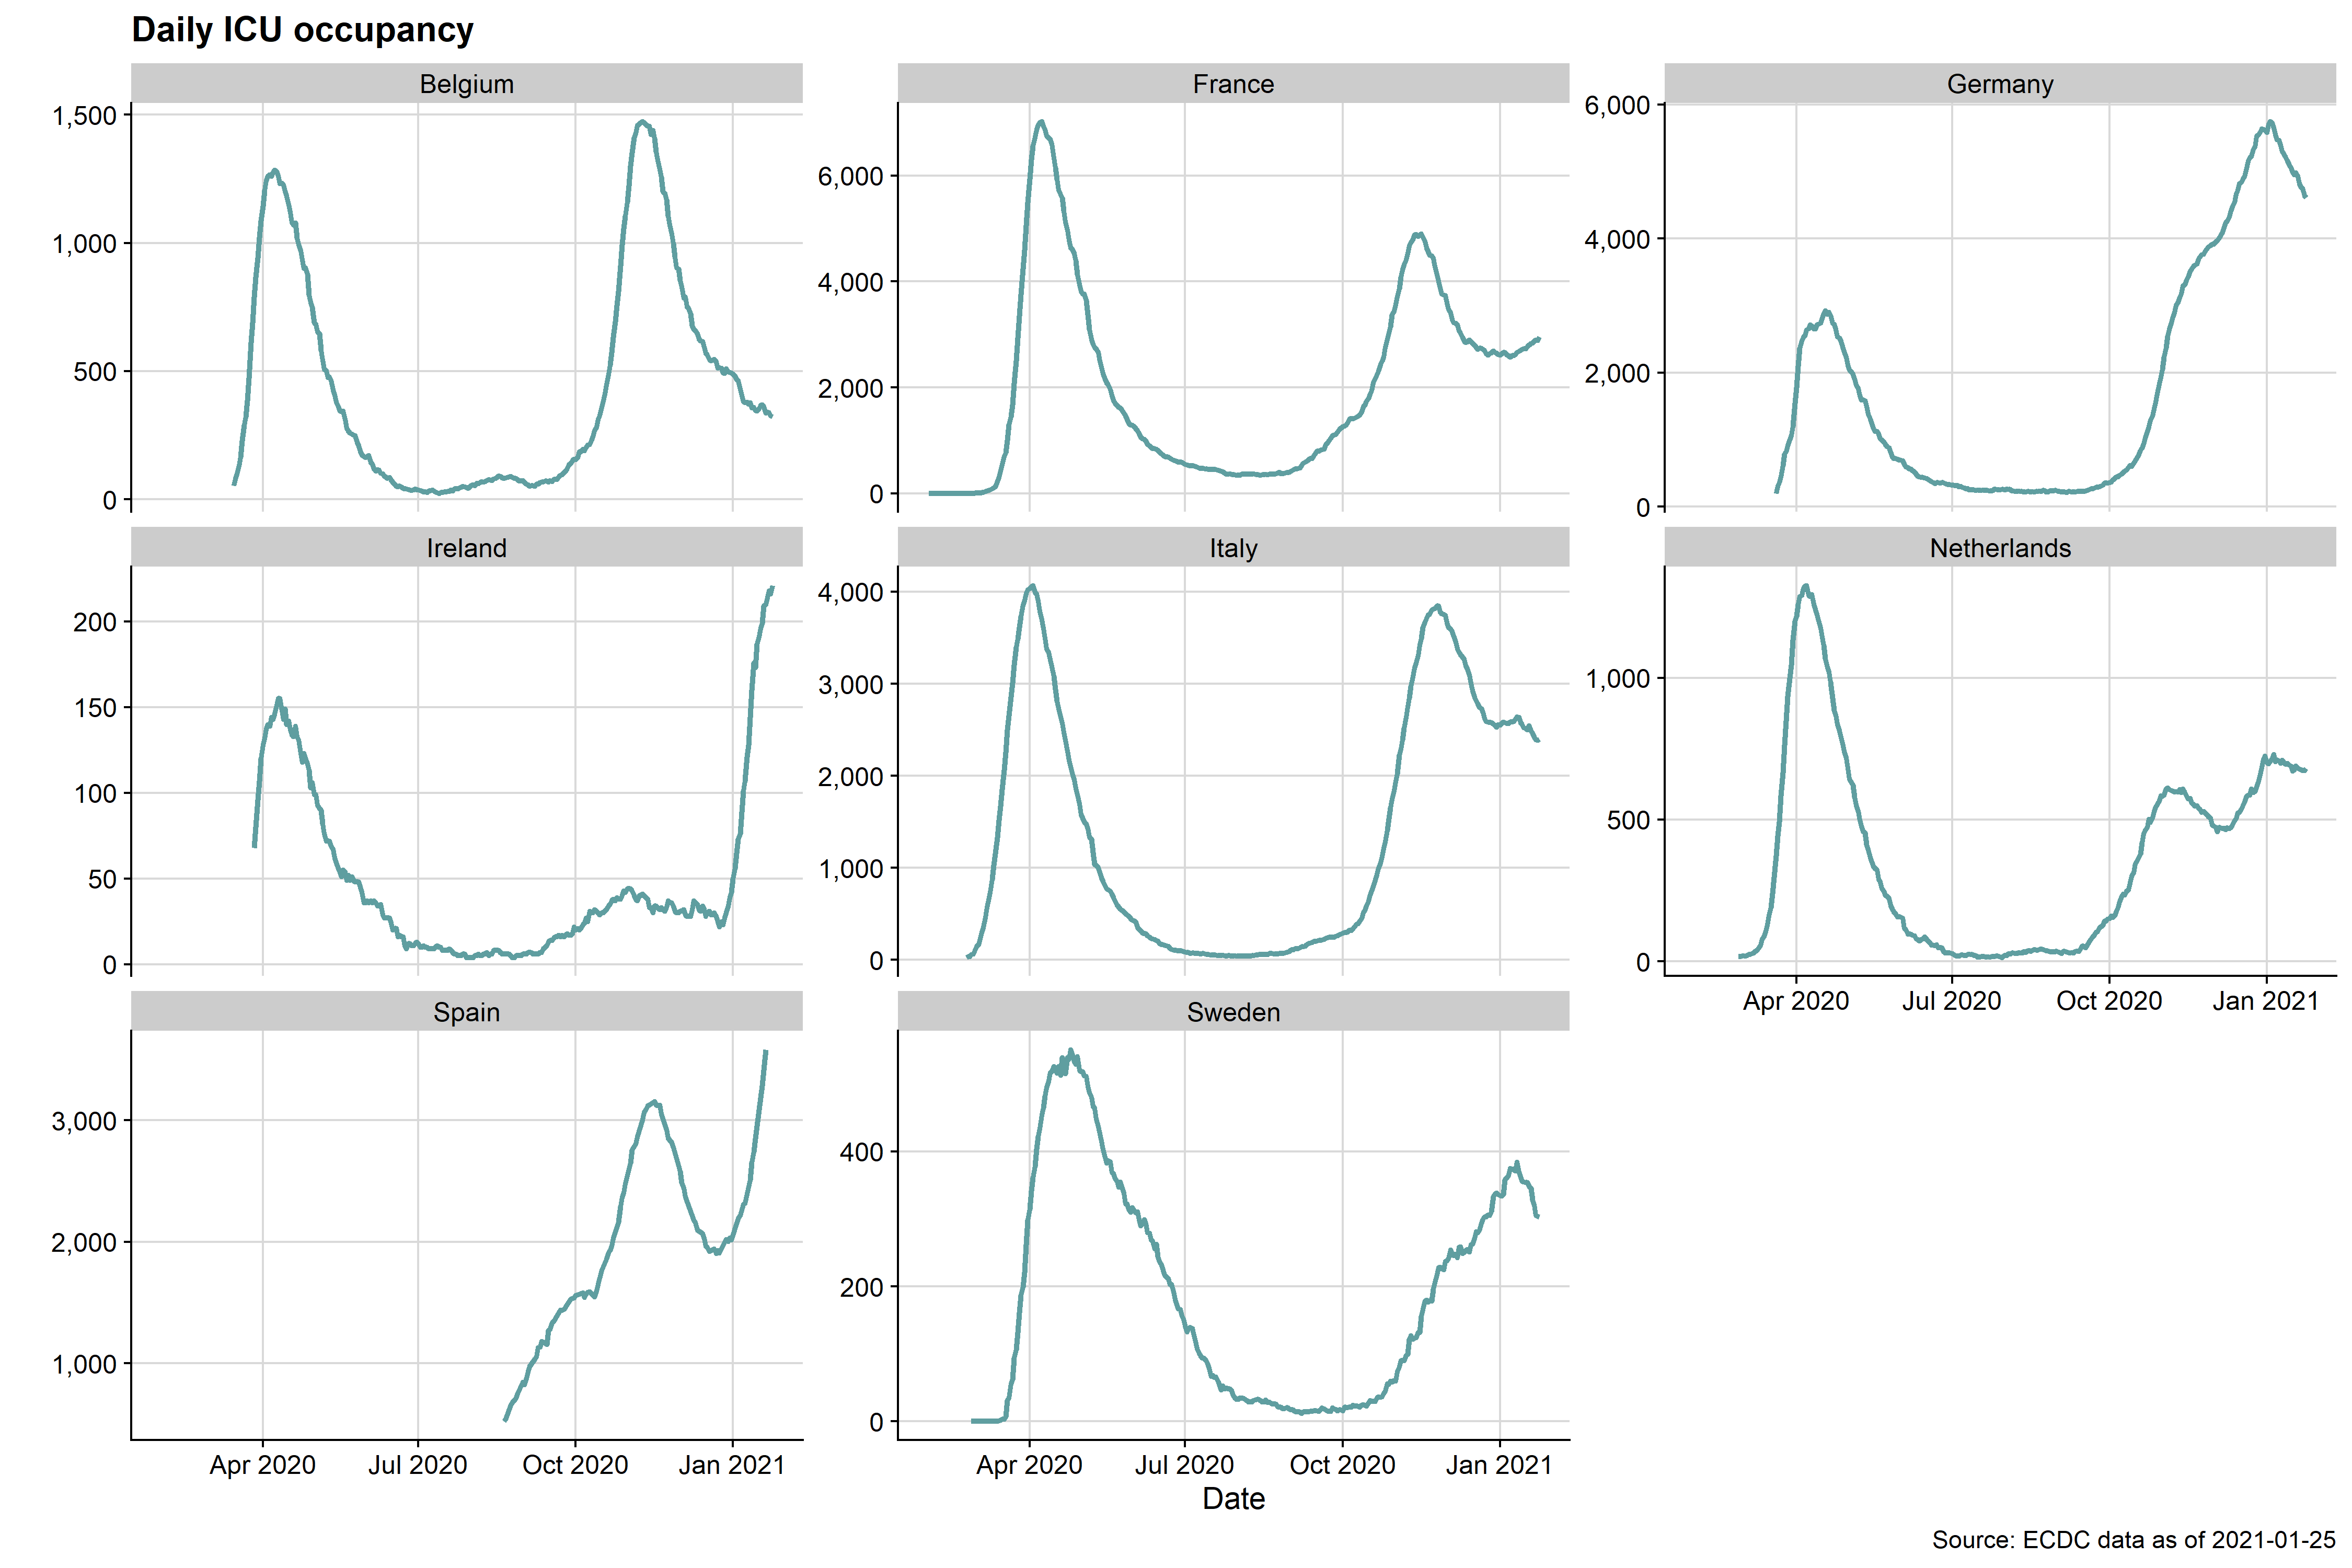 Daily ICU occupancy
Belgium
France
Germany
1,500
1,000
500
0
6,000
4,000
2,000
0
6,000
4,000
2,000
0
Ireland
Italy
Netherlands
200
150
100
50
0
4,000
3,000
2,000
1,000
0
1,000
500
0
Apr 2020 Jul 2020 Oct 2020 Jan 2021
Spain
Sweden
3,000
2,000
1,000
400
200
0
Apr 2020 Jul 2020 Oct 2020 Jan 2021
Apr 2020 Jul 2020 Oct 2020 Jan 2021
Date
Source: ECDC data as of 2021-01-25